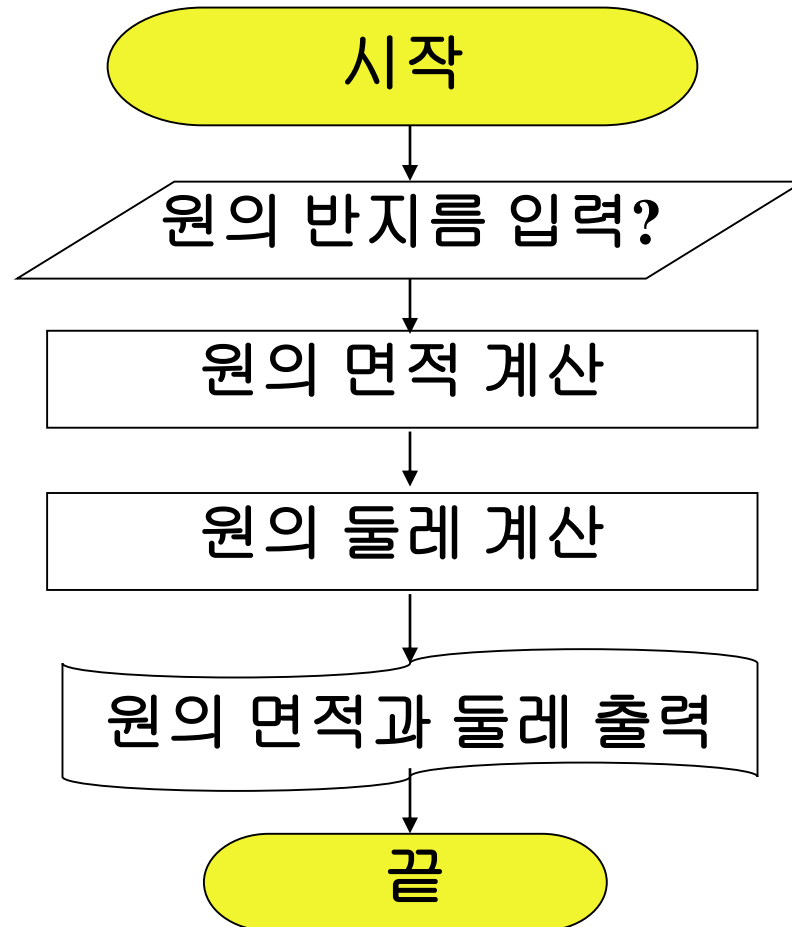 시작
원의 반지름 입력?
원의 면적 계산
원의 둘레 계산
원의 면적과 둘레 출력
끝